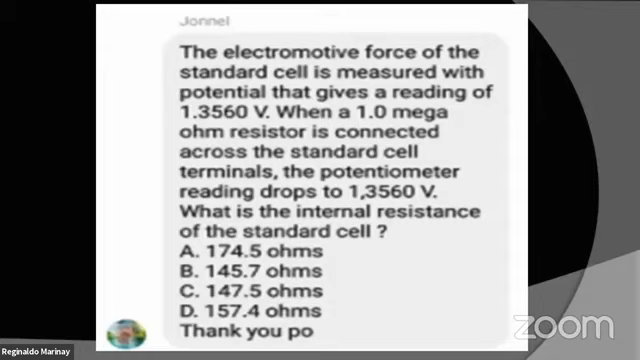 Jonnel
The electromotive force of the
standard cell is measured with
potential that gives a reading of
1.3560 V. When a 1.0 mega
ohm resistor is connected
across the standard cell
terminals, the potentiometer
reading drops to 1,3560 V.
What is the internal resistance
of the standard cell ?
A. 174.5 ohms
B. 145.7 ohms
C. 147.5 ohms
D. 157.4 ohms
Thank you po
zoom
Reginaldo Marinay